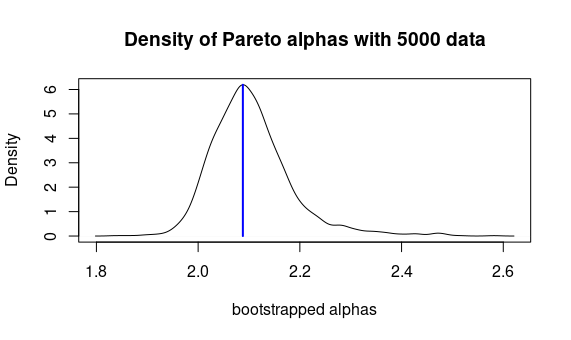 Density of Pareto alphas with 5000 data
Density
6
5
4
3
2
1
0
1.8 2.0 2.2 2.4 2.6
bootstrapped alphas